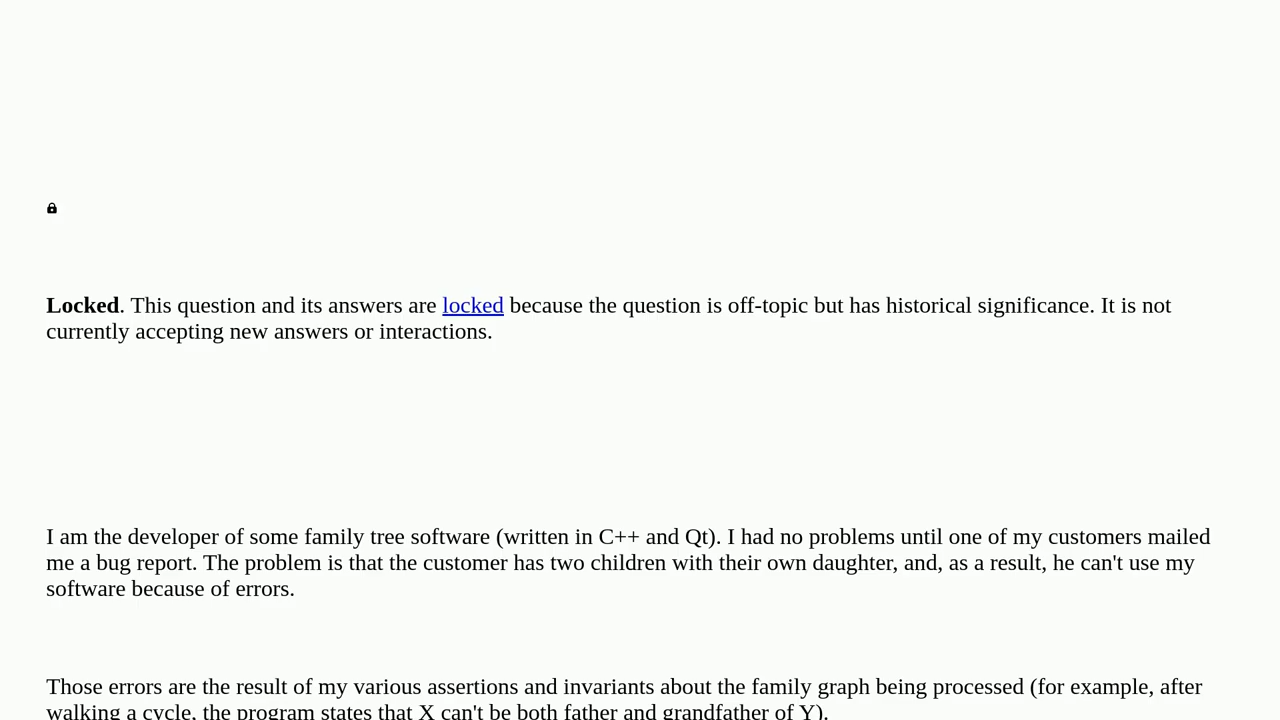 Locked. This question and its answers are locked because the question is off-topic but has historical significance. It is not
currently accepting new answers or interactions.
I am the developer of some family tree software (written in C++ and Qt). I had no problems until one of my customers mailed
me a bug report. The problem is that the customer has two children with their own daughter, and, as a result, he can't use my
software because of errors.
Those errors are the result of my various assertions and invariants about the family graph being processed (for example, after
walking a cycle, the program states that X can't be both father and grandfather of Y).